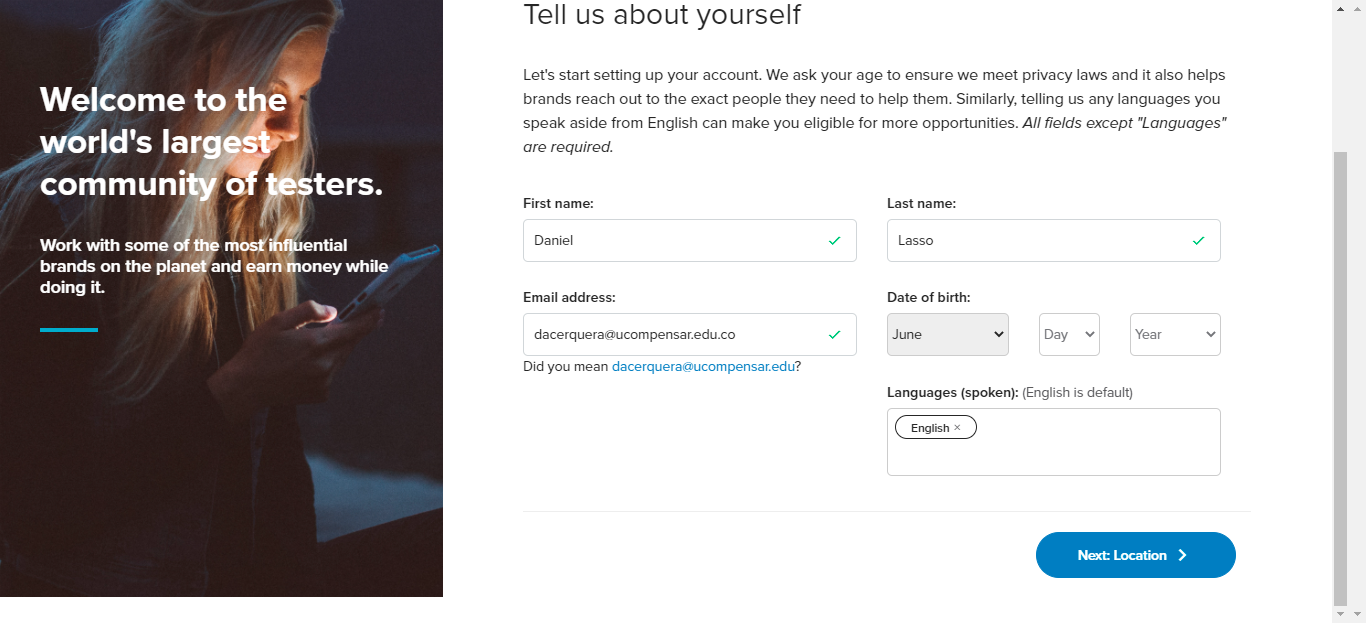 Welcome to the
world's largest
community of testers.
Work with some of the most influential
brands on the planet and earn money while
doing it.
Tell us about yourself
Let's start setting up your account. We ask your age to ensure we meet privacy laws and it also helps
brands reach out to the exact people they need to help them. Similarly, telling us any languages you
speak aside from English can make you eligible for more opportunities. All fields except "Languages"
are required.
First name:
Last name:
Daniel
Lasso
Email address:
Date of birth:
dacerquera@ucompensar.edu.co
June
Day
Year
Did you mean dacerquera@ucompensar.edu?
Languages (spoken): (English is default)
English ×
Next: Location